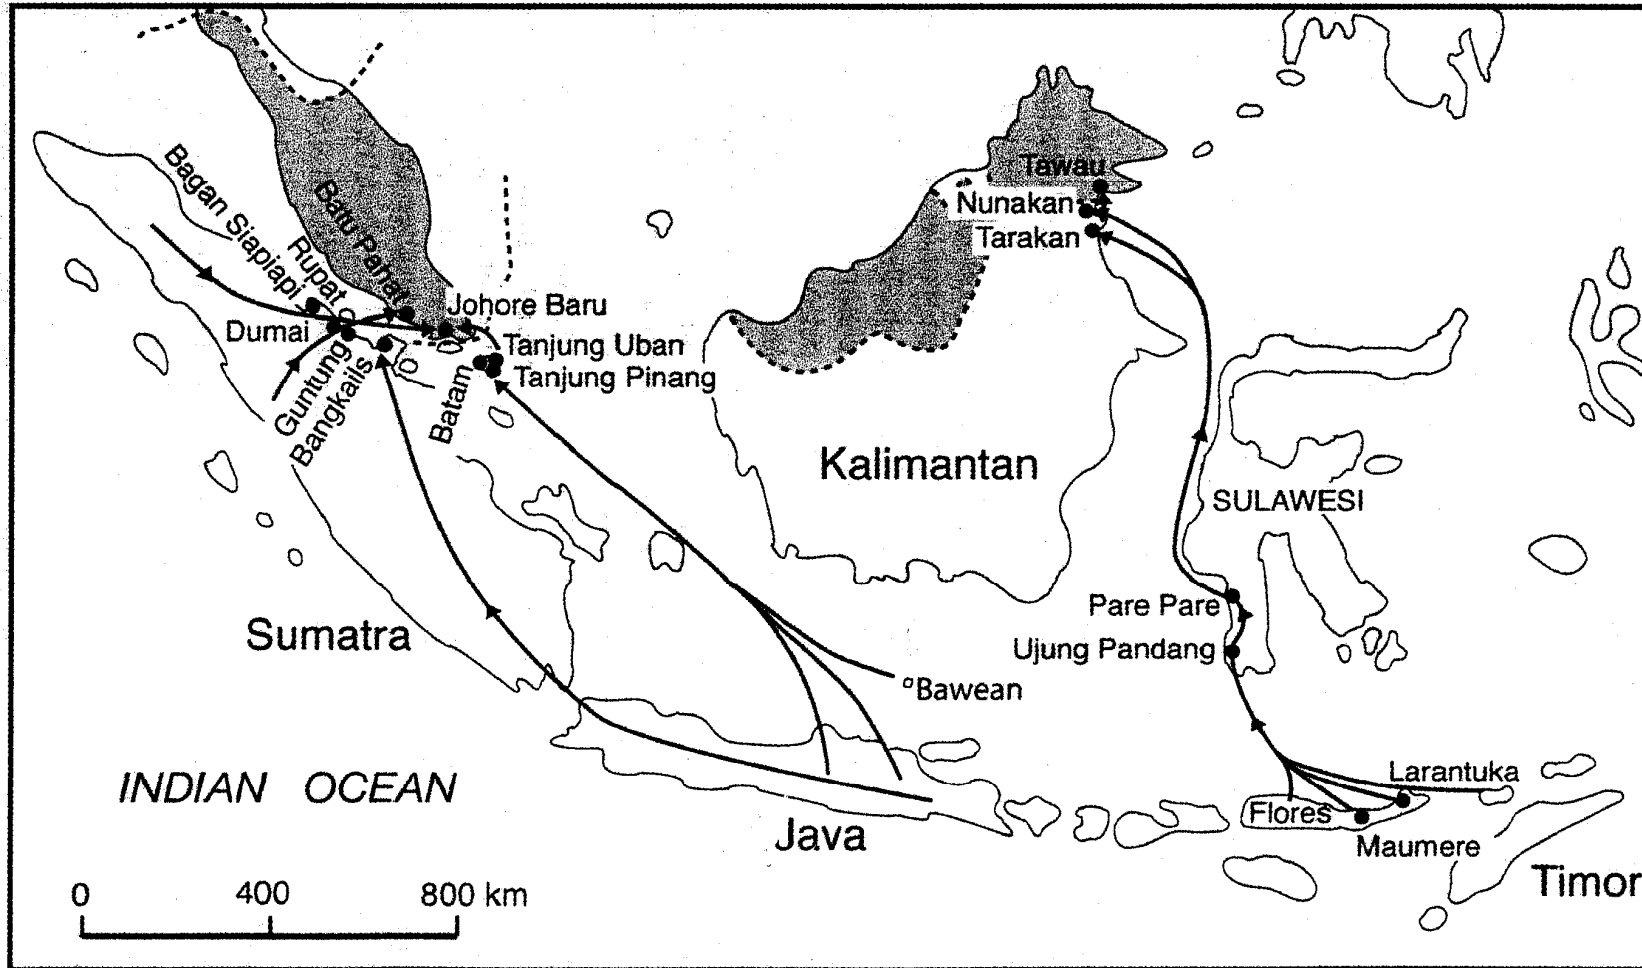 Tawau
Nunakan
Tarakan
Bagan Siapiapi
Rupat
Batu Pahat
Johore Baru
Dumai
Tanjung Uban
Tanjung Pinang
Guntung
Bangkails
Batam
Kalimantan
SULAWESI
Pare Pare
Ujung Pandang
Sumatra
Bawean
INDIAN OCEAN
Larantuka
Flores
Java
Maumere
Timor
0 400 800 km